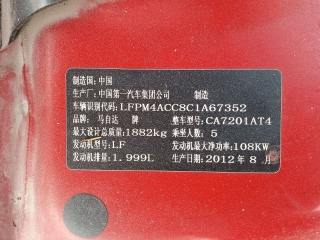 制造国: 中国
生产厂: 中国第一汽车集团公司 制造
车辆识别代号: LFPM4ACC8C1A67352
品牌: 马自达 牌 整车型号: CA7201AT4
最大设计总质量: 1882kg 乘坐人数: 5
发动机型号: LF 发动机最大净功率: 108KW
发动机排量: 1.999L 生产日期: 2012年8月